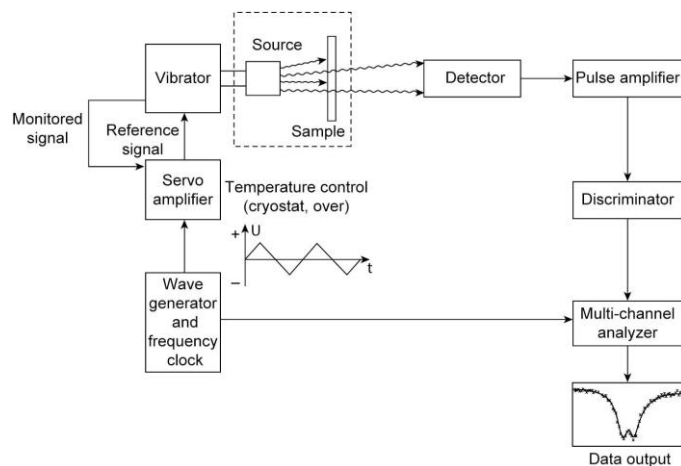 Source
Vibrator
Detector
Pulse amplifier
Sample
Monitored
signal
Reference
signal
Servo
amplifier
Temperature control
(cryostat, over)
Discriminator
+
U
t
–
Wave
generator
and
frequency
clock
Multi-channel
analyzer
Data output